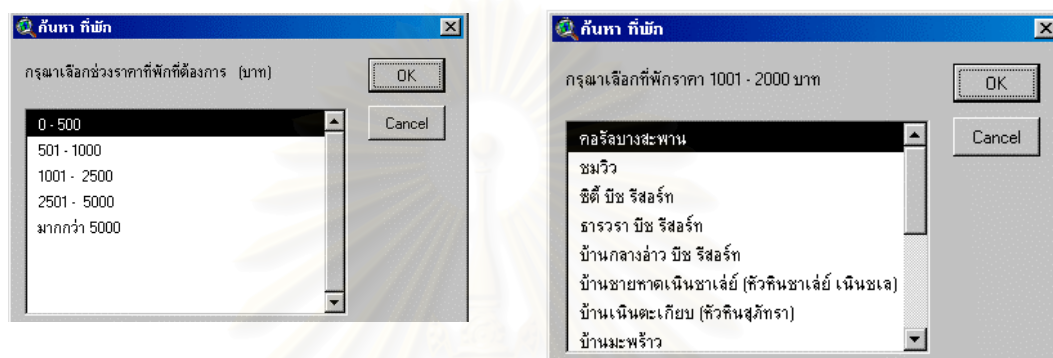 ค้นหา ที่พัก
กรุณาเลือกช่วงราคาที่พักที่ต้องการ (บาท)
OK
Cancel
0 - 500
501 - 1000
1001 - 2500
2501 - 5000
มากกว่า 5000
ค้นหา ที่พัก
กรุณาเลือกที่พักราคา 1001 - 2000 บาท
OK
Cancel
คอรัลบางสะพาน
ชมวิว
ซิตี้ บีช รีสอร์ท
ธารวรา บีช รีสอร์ท
บ้านกลางอ่าว บีช รีสอร์ท
บ้านชายหาดเนินชาเล่ย์ (หัวหินชาเล่ย์ เนินชเล)
บ้านเนินตะเกียบ (หัวหินสุภัทรา)
บ้านมะพร้าว